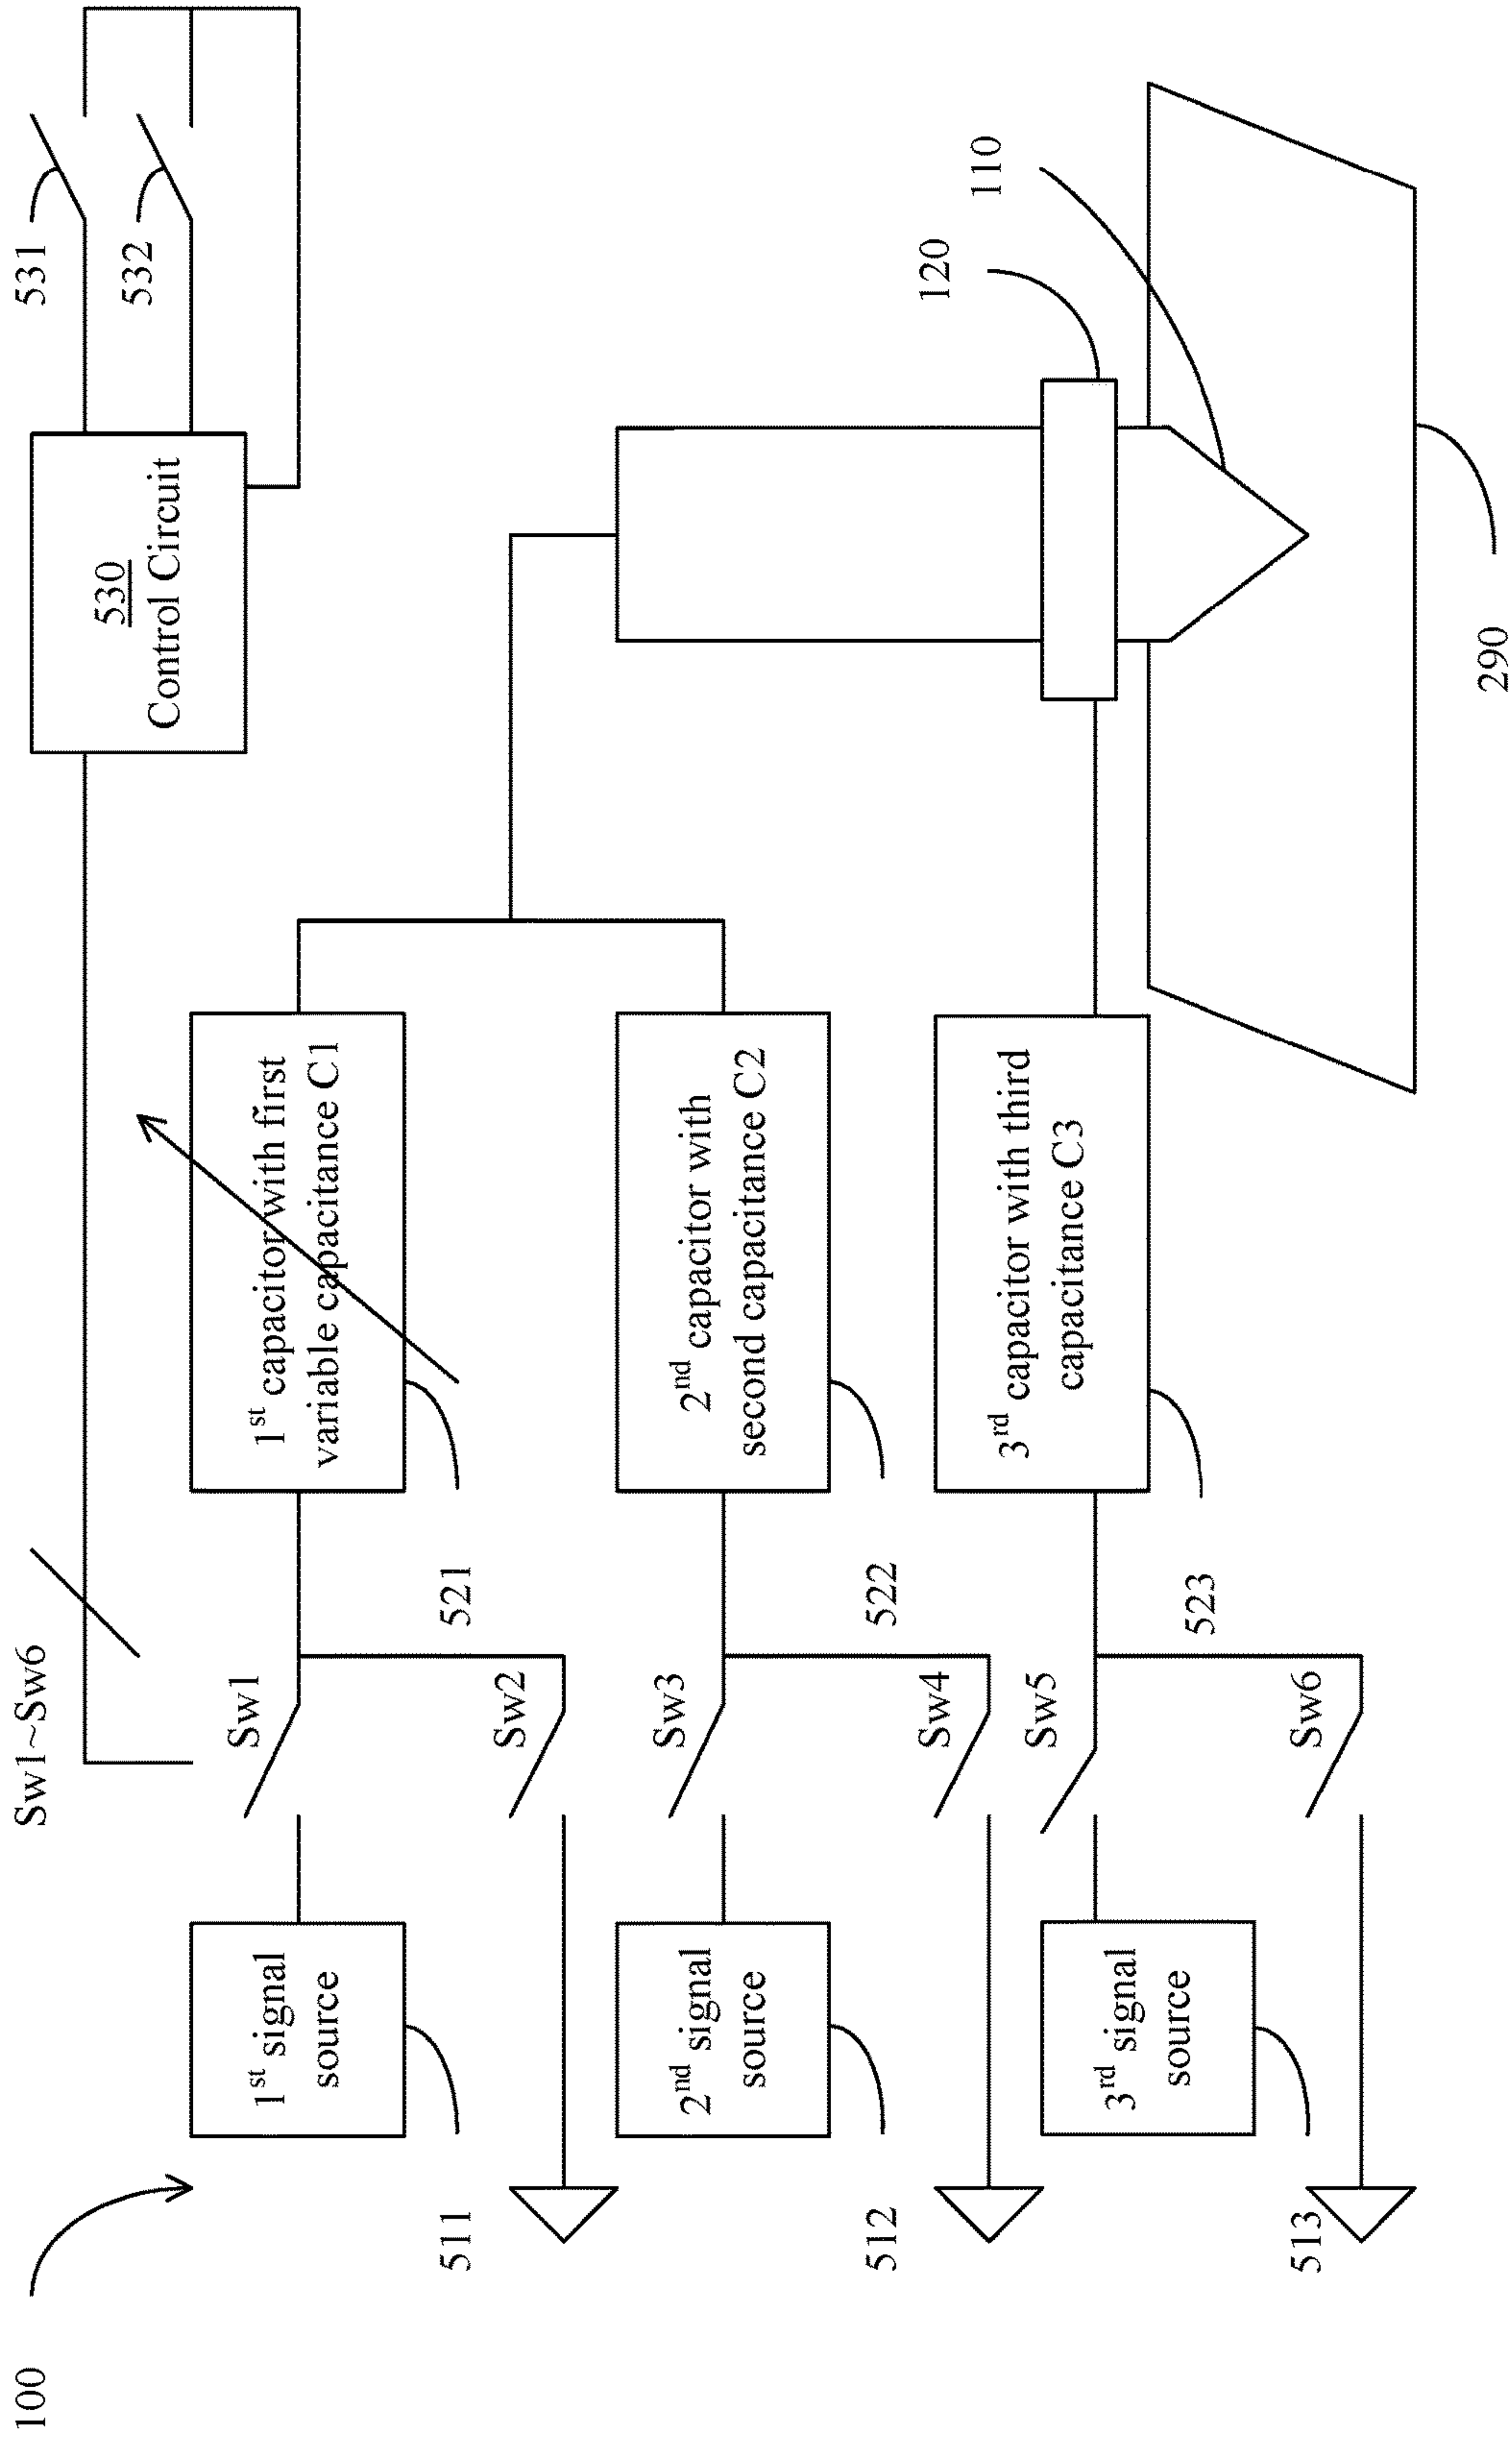 100
Sw1~Sw6
530
Control Circuit
531
532
1st signal
source
511
Sw1
Sw2
1st capacitor with first
variable capacitance C1
521
2nd signal
source
512
Sw3
Sw4
2nd capacitor with
second capacitance C2
522
3rd signal
source
513
Sw5
Sw6
3rd capacitor with third
capacitance C3
523
120
110
290